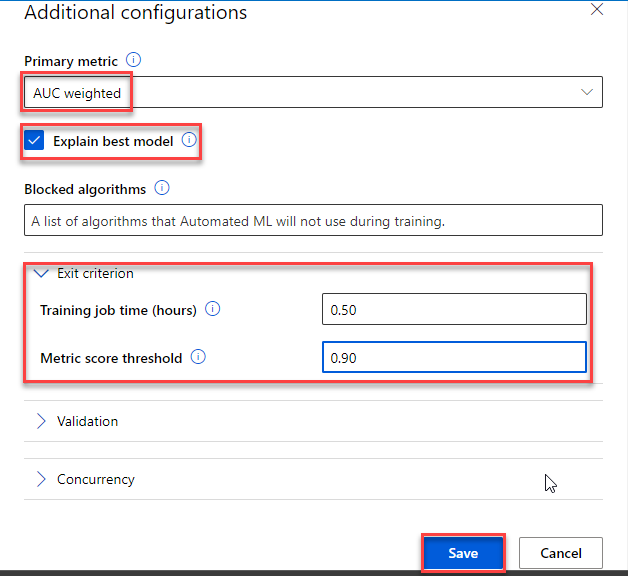 Additional configurations
Primary metric
AUC weighted
Explain best model
Blocked algorithms
A list of algorithms that Automated ML will not use during training.
Exit criterion
Training job time (hours)
0.50
Metric score threshold
0.90
Validation
Concurrency
Save
Cancel